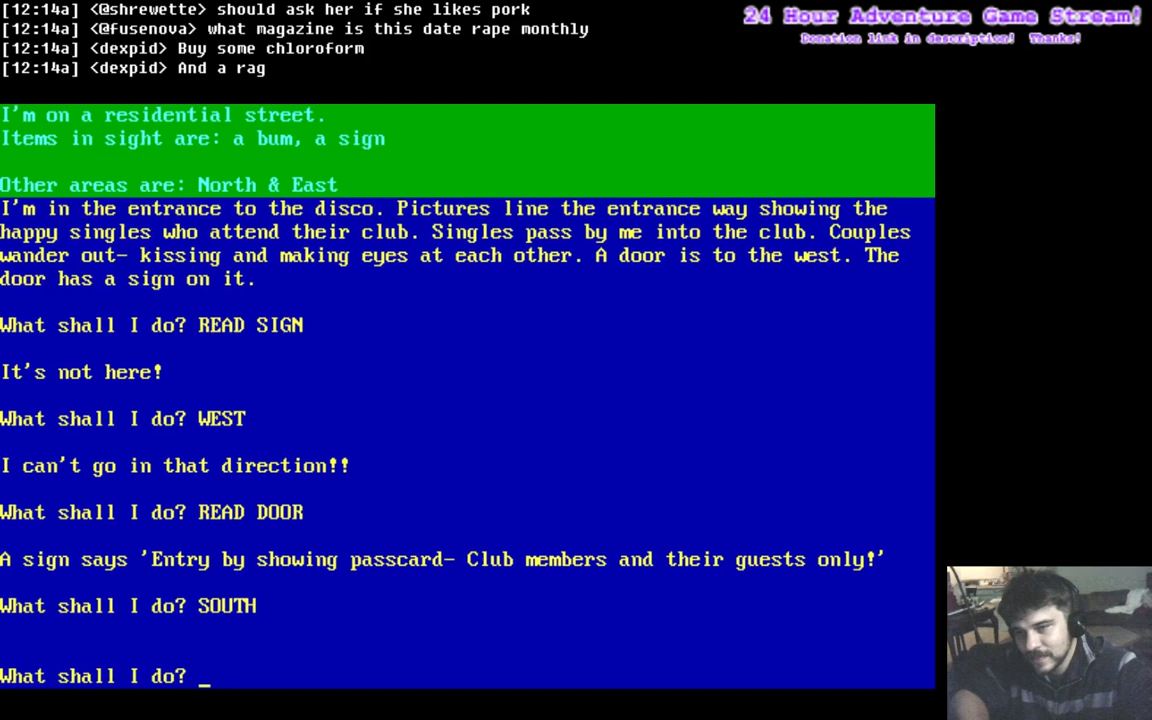 [12:14a] <@shrewette> should ask her if she likes pork
[12:14a] <@fusenova> what magazine is this date rape monthly
[12:14a] <dexpid> Buy some chloroform
[12:14a] <dexpid> And a rag
24 Hour Adventure Game Stream!
Donation link in description! Thanks!
I'm on a residential street.
Items in sight are: a bum, a sign
Other areas are: North & East
I'm in the entrance to the disco. Pictures line the entrance way showing the
happy singles who attend their club. Singles pass by me into the club. Couples
wander out- kissing and making eyes at each other. A door is to the west. The
door has a sign on it.
What shall I do? READ SIGN
It's not here!
What shall I do? WEST
I can't go in that direction!!
What shall I do? READ DOOR
A sign says 'Entry by showing passcard- Club members and their guests only!'
What shall I do? SOUTH
What shall I do? _